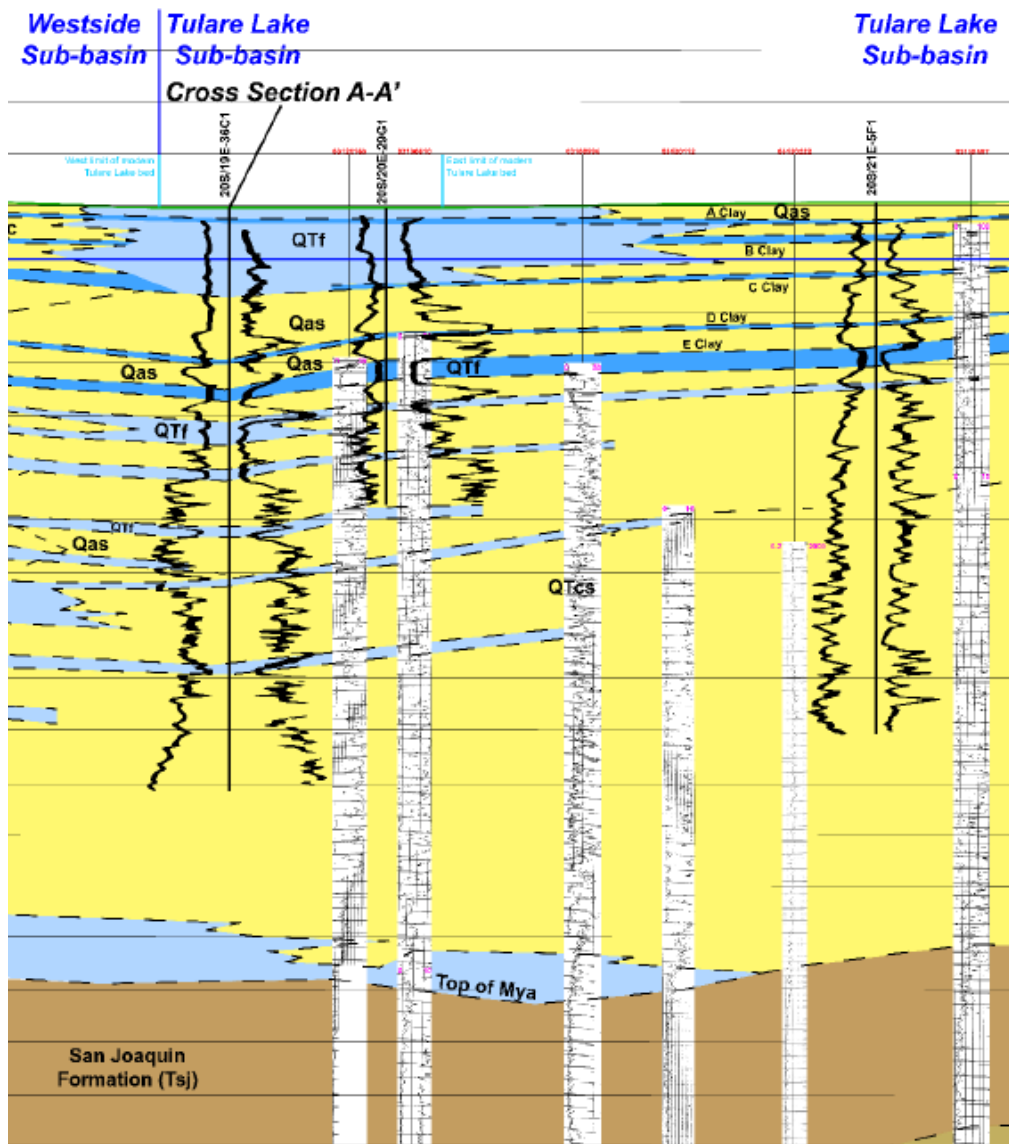 Westside
Sub-basin
Tulare Lake
Sub-basin
Tulare Lake
Sub-basin
Cross Section A-A'
20S/19E-36C1
20S/20E-29G1
20S/21E-5F1
West limit of modern
Tulare Lake bed
East limit of modern
Tulare Lake bed
A Clay
Qas
C
QTf
B Clay
C Clay
Qas
D Clay
E Clay
Qas
Qas
QTf
QTf
QTf
Qas
QTcs
Top of Mya
San Joaquin
Formation (Tsj)